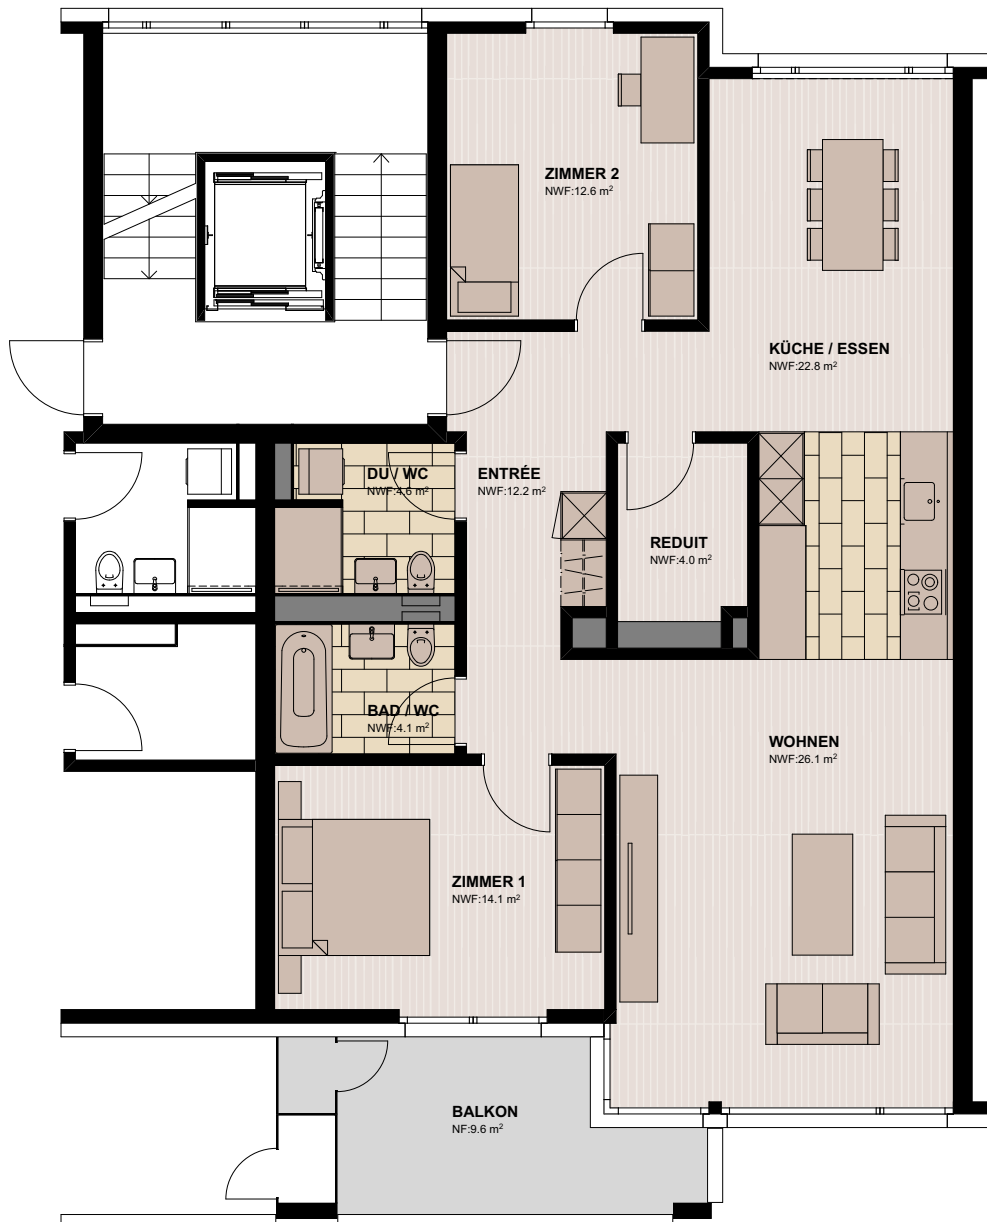 ZIMMER 2
NWF:12.6 m²
KÜCHE / ESSEN
NWF:22.8 m²
DU / WC
NWF:4.6 m²
ENTRÉE
NWF:12.2 m²
REDUIT
NWF:4.0 m²
BAD / WC
NWF:4.1 m²
WOHNEN
NWF:26.1 m²
ZIMMER 1
NWF:14.1 m²
BALKON
NF:9.6 m²